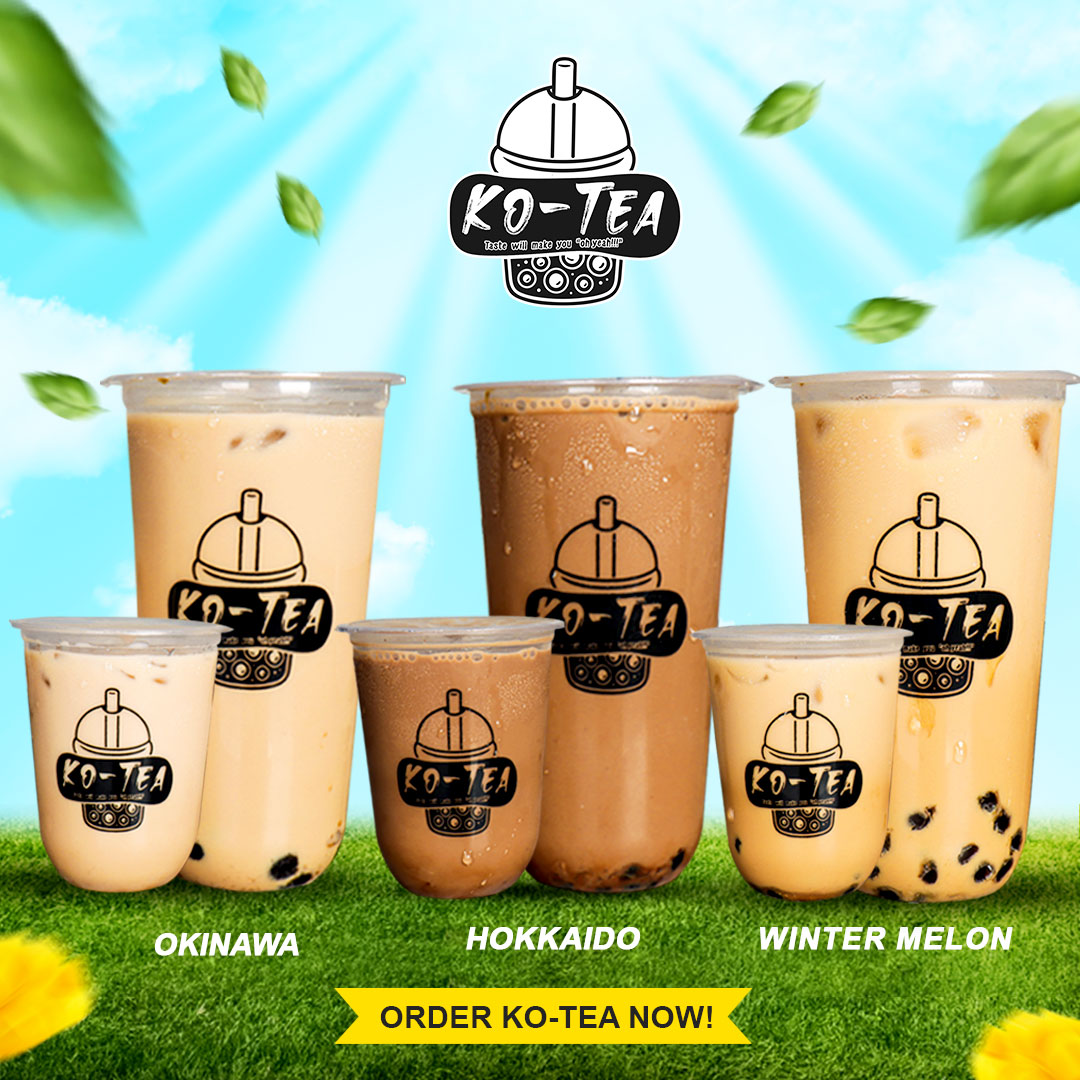 KO-TEA
Taste will make you "oh yeah!!!"
KO-TEA
KO-TEA
KO-TEA
KO-TEA
KO-TEA
KO-TEA
OKINAWA
HOKKAIDO
WINTER MELON
ORDER KO-TEA NOW!